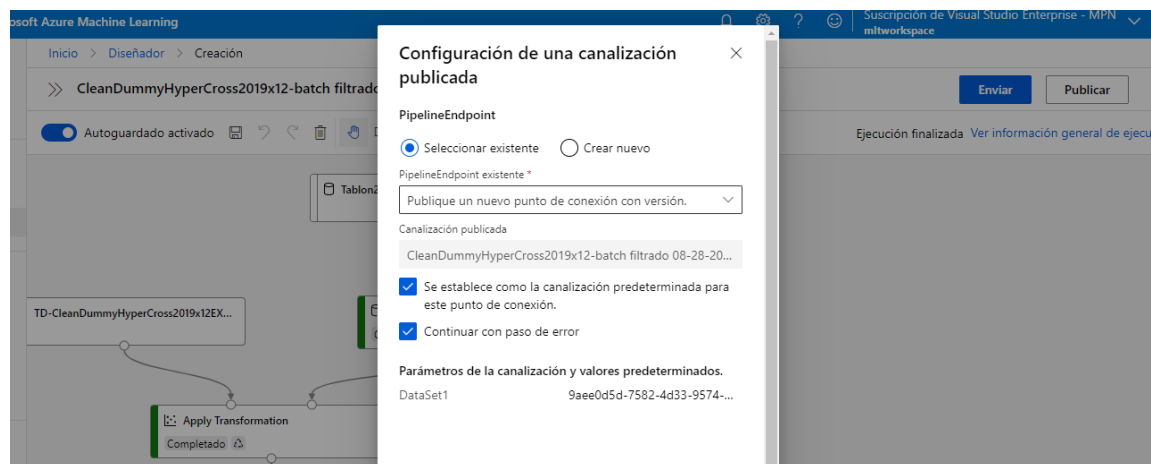 osoft Azure Machine Learning
Suscripción de Visual Studio Enterprise - MPN
mltworkspace
Inicio > Diseñador > Creación
CleanDummyHyperCross2019x12-batch filtrado
Enviar
Publicar
Autoguardado activado
Ejecución finalizada Ver información general de ejecu
Configuración de una canalización
publicada
PipelineEndpoint
Seleccionar existente
Crear nuevo
PipelineEndpoint existente *
Publique un nuevo punto de conexión con versión.
Canalización publicada
CleanDummyHyperCross2019x12-batch filtrado 08-28-20...
Se establece como la canalización predeterminada para
este punto de conexión.
Continuar con paso de error
Parámetros de la canalización y valores predeterminados.
DataSet1 9aee0d5d-7582-4d33-9574-...
Tablon2
TD-CleanDummyHyperCross2019x12EX...
Apply Transformation
Completado